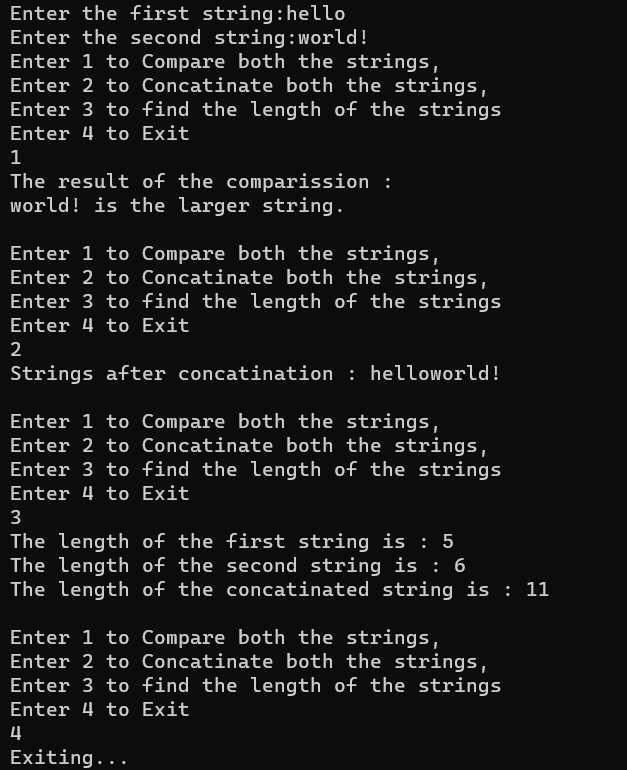 Enter the first string:hello
Enter the second string:world!
Enter 1 to Compare both the strings,
Enter 2 to Concatinate both the strings,
Enter 3 to find the length of the strings
Enter 4 to Exit
1
The result of the comparission :
world! is the larger string.
Enter 1 to Compare both the strings,
Enter 2 to Concatinate both the strings,
Enter 3 to find the length of the strings
Enter 4 to Exit
2
Strings after concatination : helloworld!
Enter 1 to Compare both the strings,
Enter 2 to Concatinate both the strings,
Enter 3 to find the length of the strings
Enter 4 to Exit
3
The length of the first string is : 5
The length of the second string is : 6
The length of the concatinated string is : 11
Enter 1 to Compare both the strings,
Enter 2 to Concatinate both the strings,
Enter 3 to find the length of the strings
Enter 4 to Exit
4
Exiting...